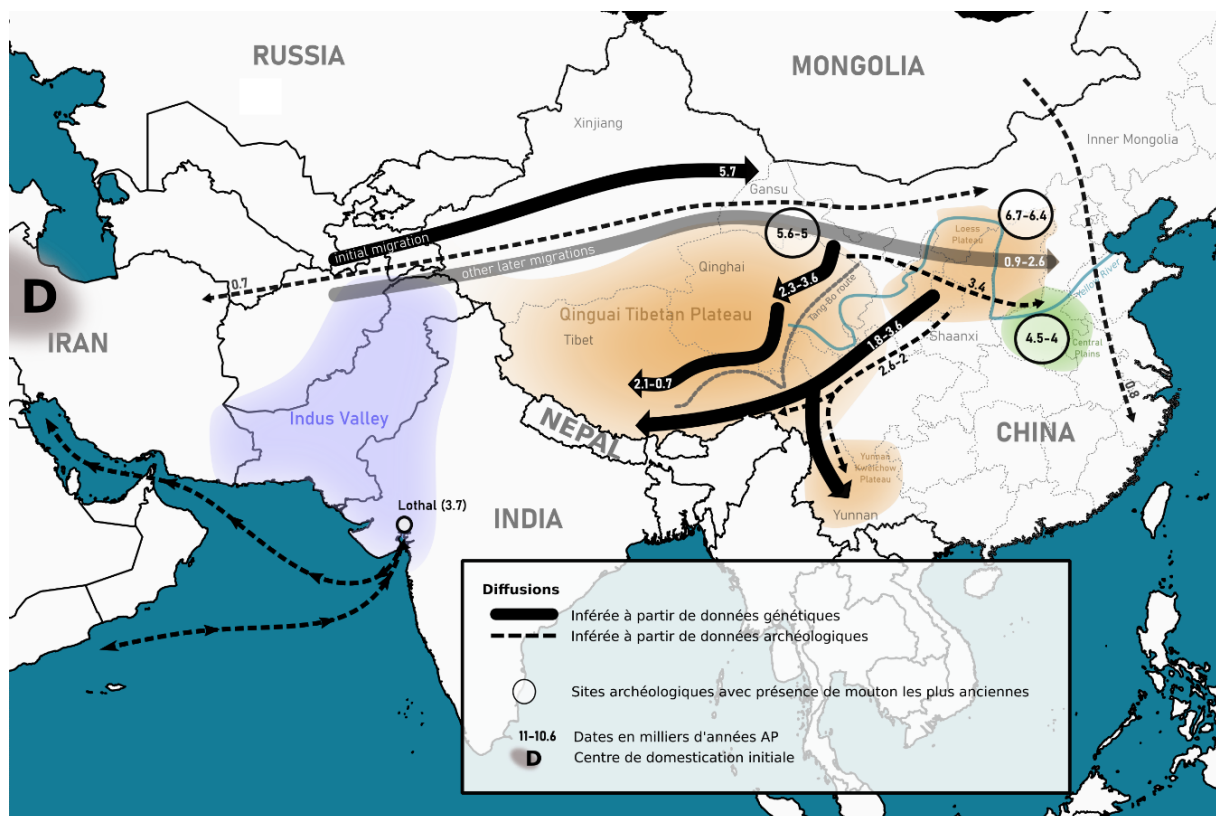 RUSSIA
MONGOLIA
Xinjiang
Inner Mongolia
5.7
Gansu
6.7–6.4
5.6–5
Loess
Plateau
initial migration
other later migrations
0.7
0.9–2.6
Qinghai
2.3–3.6
Tang-Bo route
3.4
Yellow River
D
IRAN
Qinguai Tibetan Plateau
Tibet
1.8–3.6
Shaanxi
4.5–4
Central
Plains
2.6–2
2.1–0.7
0.8
Indus Valley
NEPAL
CHINA
Yunnan
Kweichow
Plateau
Lothal (3.7)
INDIA
Yunnan
Diffusions
Inférée à partir de données génétiques
Inférée à partir de données archéologiques
Sites archéologiques avec présence de mouton les plus anciennes
11–10.6 Dates en milliers d'années AP
D Centre de domestication initiale